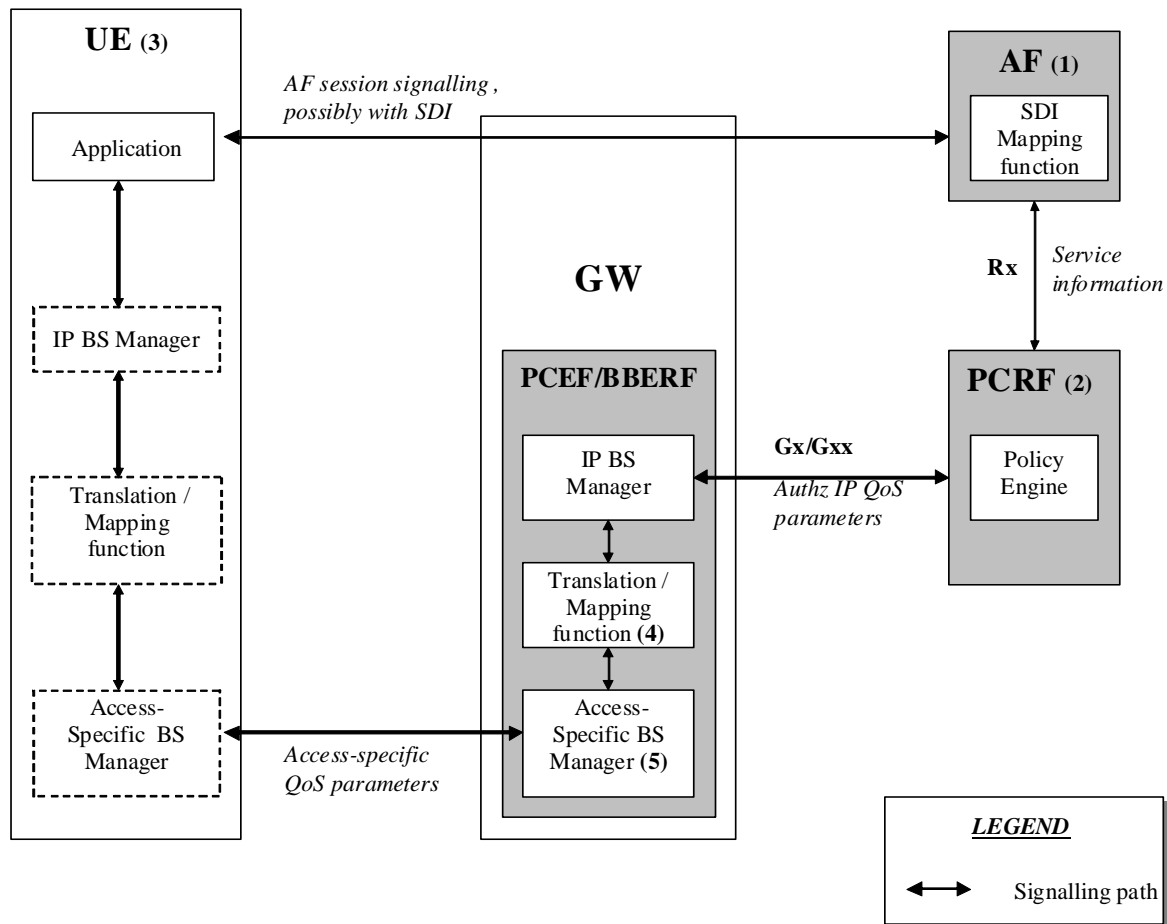 UE (3)
Application
IP BS Manager
Translation /
Mapping
function
Access-
Specific BS
Manager
AF session signalling ,
possibly with SDI
Access-specific
QoS parameters
GW
PCEF/BBERF
IP BS
Manager
Translation /
Mapping
function (4)
Access-
Specific BS
Manager (5)
Gx/Gxx
Authz IP QoS
parameters
AF (1)
SDI
Mapping
function
Rx
Service
information
PCRF (2)
Policy
Engine
LEGEND
Signalling path